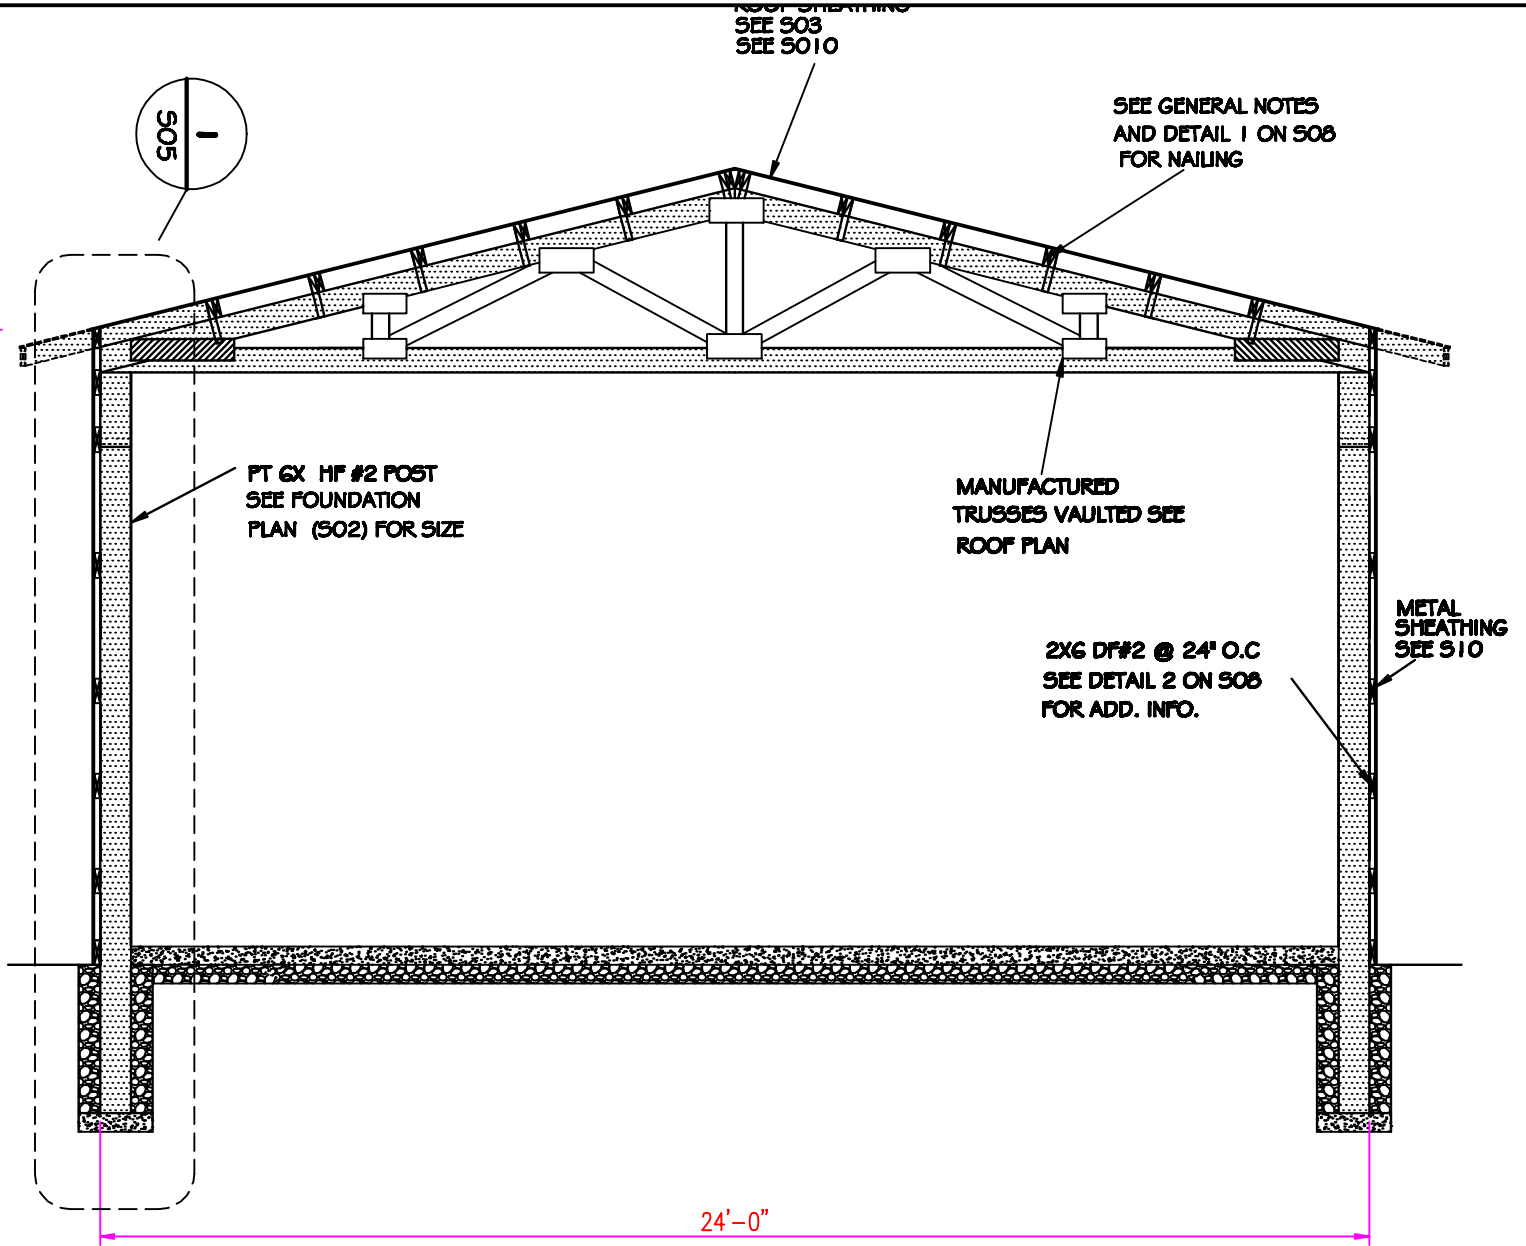 ROOF SHEATHING
SEE S03
SEE S010
1
S05
SEE GENERAL NOTES
AND DETAIL 1 ON S08
FOR NAILING
PT 6X HF #2 POST
SEE FOUNDATION
PLAN (S02) FOR SIZE
MANUFACTURED
TRUSSES VAULTED SEE
ROOF PLAN
METAL
SHEATHING
SEE S10
2X6 DF#2 @ 24" O.C
SEE DETAIL 2 ON S08
FOR ADD. INFO.
24'-0"